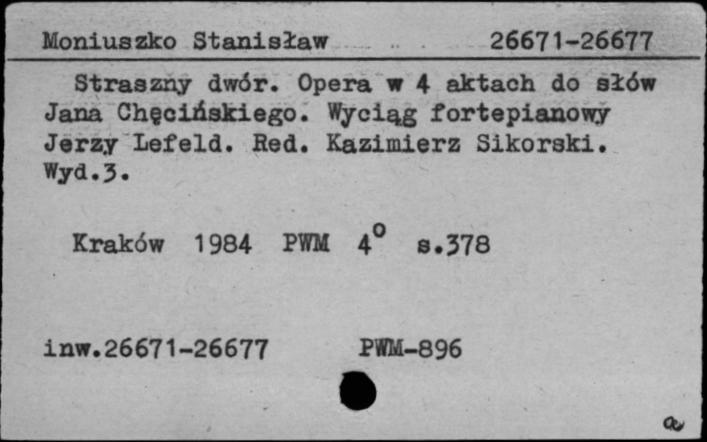 Moniuszko Stanisław 26671-26677
Straszny dwór. Opera w 4 aktach do słów
Jana Chęcińskiego. Wyciąg fortepianowy
Jerzy Lefeld. Red. Kazimierz Sikorski.
Wyd.3.
Kraków 1984 PWM 4° s.378
inw.26671-26677 PWM-896
a